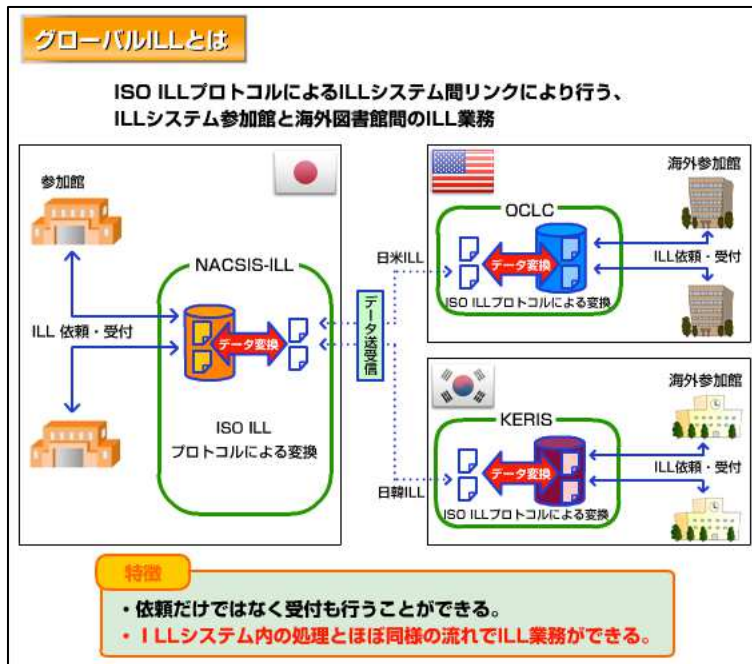 グローバルILLとは
ISO ILLプロトコルによるILLシステム間リンクにより行う、
ILLシステム参加館と海外図書館間のILL業務
参加館
NACSIS-ILL
ILL 依頼・受付
データ変換
ISO ILL
プロトコルによる変換
データ送受信
日米ILL
日韓ILL
OCLC
データ変換
ISO ILLプロトコルによる変換
海外参加館
ILL依頼・受付
KERIS
データ変換
ISO ILLプロトコルによる変換
海外参加館
ILL依頼・受付
特徴
・依頼だけではなく受付も行うことができる。
・ILLシステム内の処理とほぼ同様の流れでILL業務ができる。